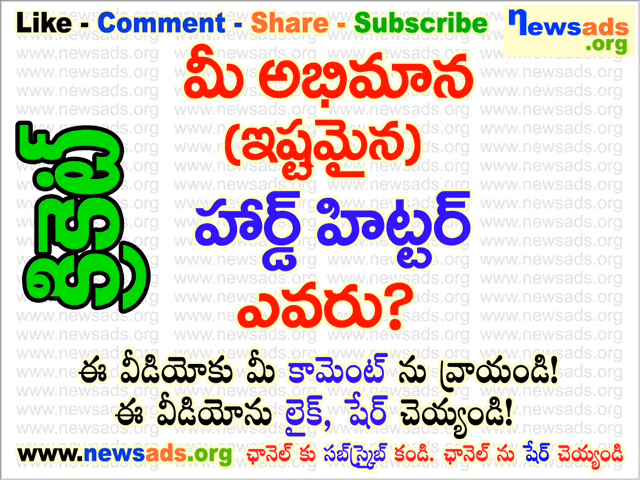 Like - Comment - Share - Subscribe
newsads
.org
మీ అభిమాన
(ఇష్టమైన)
హార్డ్ హిట్టర్
ఎవరు?
క్రికెట్
ఈ వీడియోకు మీ కామెంట్ ను వ్రాయండి!
ఈ వీడియోను లైక్, షేర్ చెయ్యండి!
www.newsads.org ఛానెల్ కు సబ్‌స్క్రైబ్ కండి. ఛానెల్ ను షేర్ చెయ్యండి